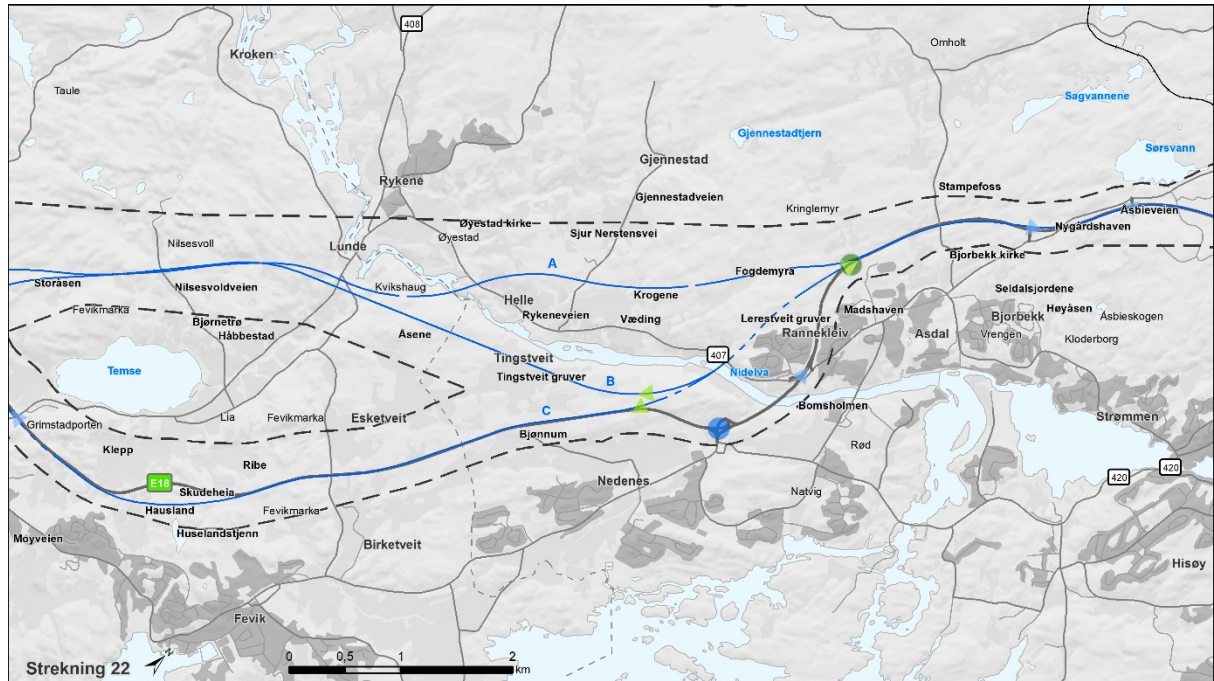 408
Kroken
Omholt
Taule
Sagvannene
Gjennestadtjern
Sørsvann
Gjennestad
Rykene
Stampefoss
Gjennestadveien
Kringlemyr
Åsbieveien
Øyestad kirke
Nygårdshaven
Sjur Nerstensvei
Øyestad
Nilsesvoll
Lunde
Bjorbekk kirke
A
Fogdemyra
Storåsen
Nilsesvoldveien
Kvikshaug
Krogene
Seldalsjordene
Helle
Fevikmarka
Rykeneveien
Væding
Lerestveit gruver
Madshaven
Bjorbekk
Høyåsen
Åsbieskogen
Bjørnetrø
Håbbestad
Åsene
Rannekleiv
Asdal
Vrengen
Kloderborg
Tingstveit
407
Temse
Tingstveit gruver
B
Nidelva
C
Bomsholmen
Lia
Fevikmarka
Esketveit
Strømmen
Grimstadporten
Bjønnum
Klepp
Rød
Ribe
420
E18
Nedenes
420
Skudeheia
Natvig
Hausland
Fevikmarka
Moyveien
Huselandstjenn
Birketveit
Hisøy
Fevik
0
0,5
1
2
km
Strekning 22
N